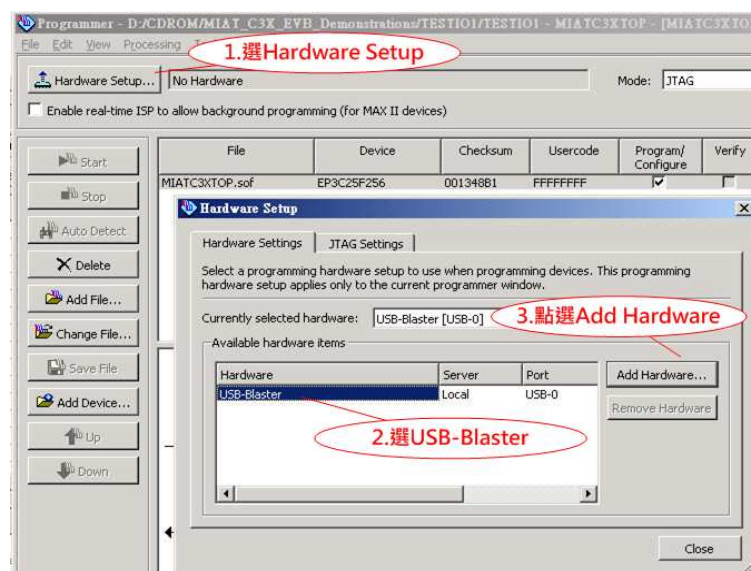 Programmer - D:/CDROM/MIAT_C3X_EVB_Demonstrations/TESTIO1/TESTIO1 - MIATC3XTOP - [MIATC3XTO
File Edit View Processing
1.選Hardware Setup
Hardware Setup... No Hardware Mode: JTAG
Enable real-time ISP to allow background programming (for MAX II devices)
Start
Stop
Auto Detect
Delete
Add File...
Change File...
Save File
Add Device...
Up
Down
File Device Checksum Usercode Program/ Verify
Configure
MIATC3XTOP.sof EP3C25F256 001348B1 FFFFFFFF
Hardware Setup
Hardware Settings JTAG Settings
Select a programming hardware setup to use when programming devices. This programming
hardware setup applies only to the current programmer window.
Currently selected hardware: USB-Blaster [USB-0]
3.點選Add Hardware
Available hardware items
Hardware Server Port
USB-Blaster Local USB-0
Add Hardware...
Remove Hardware
2.選USB-Blaster
Close